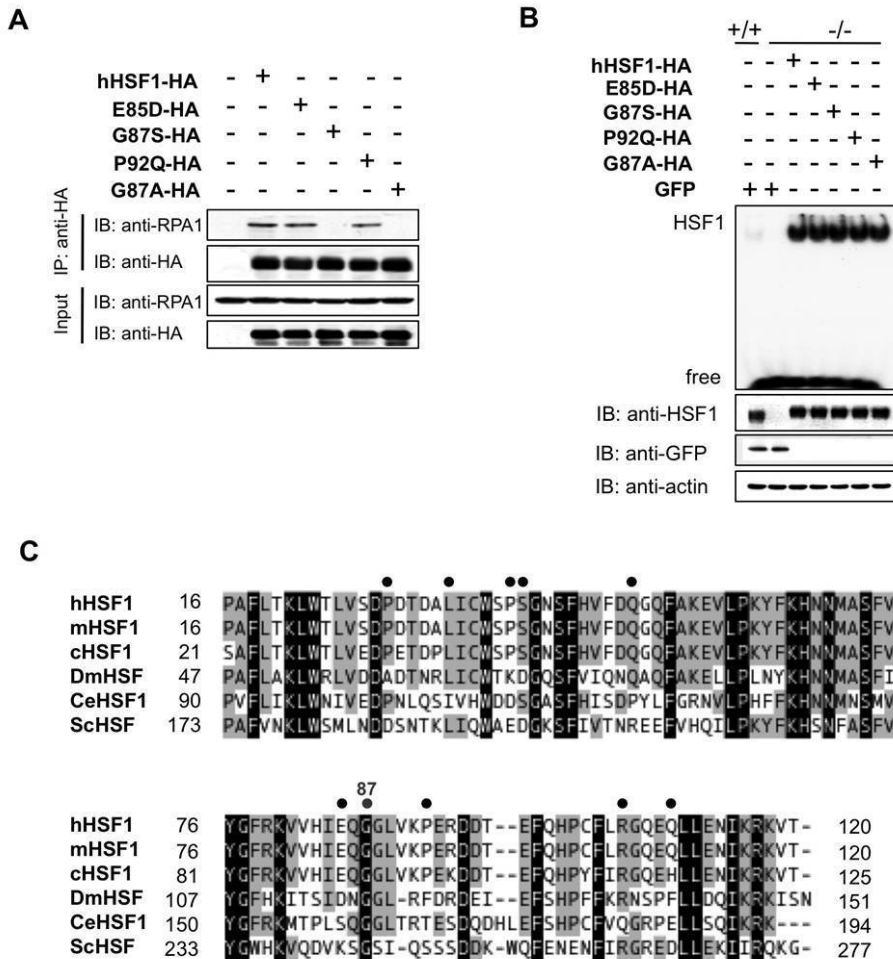 A
hHSF1-HA - + - - - -
E85D-HA - - + - - -
G87S-HA - - - + - -
P92Q-HA - - - - + -
G87A-HA - - - - - +
IP: anti-HA
IB: anti-RPA1
IB: anti-HA
Input
IB: anti-RPA1
IB: anti-HA
B
+/+ -/-
hHSF1-HA - - + - - - -
E85D-HA - - - + - - -
G87S-HA - - - - + - -
P92Q-HA - - - - - + -
G87A-HA - - - - - - +
GFP + + - - - - -
HSF1
free
IB: anti-HSF1
IB: anti-GFP
IB: anti-actin
C
hHSF1 16 PAFLTKLWTLVSDPDTDALICWSPSGNSFHVFDQGQFAKEVLPKYFKHNNMASFV
mHSF1 16 PAFLTKLWTLVSDPDTDALICWSPSGNSFHVFDQGQFAKEVLPKYFKHNNMASFV
cHSF1 21 SAFLTKLWTLVEDPETDPLICWSPSGNSFHVFDQGQFAKEVLPKYFKHNNMASFV
DmHSF 47 PAFLAKLWRLVDDADTNRLICWTKDGQSFVIQNQAQFAKELLPLNYKHNNMASFI
CeHSF1 90 PVFLIKLWNIVEDPNLQSIVHWDDSGASFHISDPYLFGRNVLPHFFKHNNMNSMV
ScHSF 173 PAFVNKLWSMLNDDSNTKLIQWAEDGKSFIVTNREEFVHQILPKYFKHSNFASFV
87
hHSF1 76 YGFRKVVHIEQGGLVKPERDDT--EFQHPCFLRGQEQLLENIKRKVT- 120
mHSF1 76 YGFRKVVHIEQGGLVKPERDDT--EFQHPCFLRGQEQLLENIKRKVT- 120
cHSF1 81 YGFRKVVHIEQGGLVKPEKDDT--EFQHPYFIRGQEHLLENIKRKVT- 125
DmHSF 107 YGFHKITSIDNGGL-RFDRDEI--EFSHPFFKRNSPFLLDQIKRKISN 151
CeHSF1 150 YGFRKMTPLSQGGLTRTESDQDHLEFSHPCFVQGRPELLSQIKRK--- 194
ScHSF 233 YGWHKVQDVKSGSI-QSSSDDK-WQFENENFIRGREDLLEKIIRQKG- 277